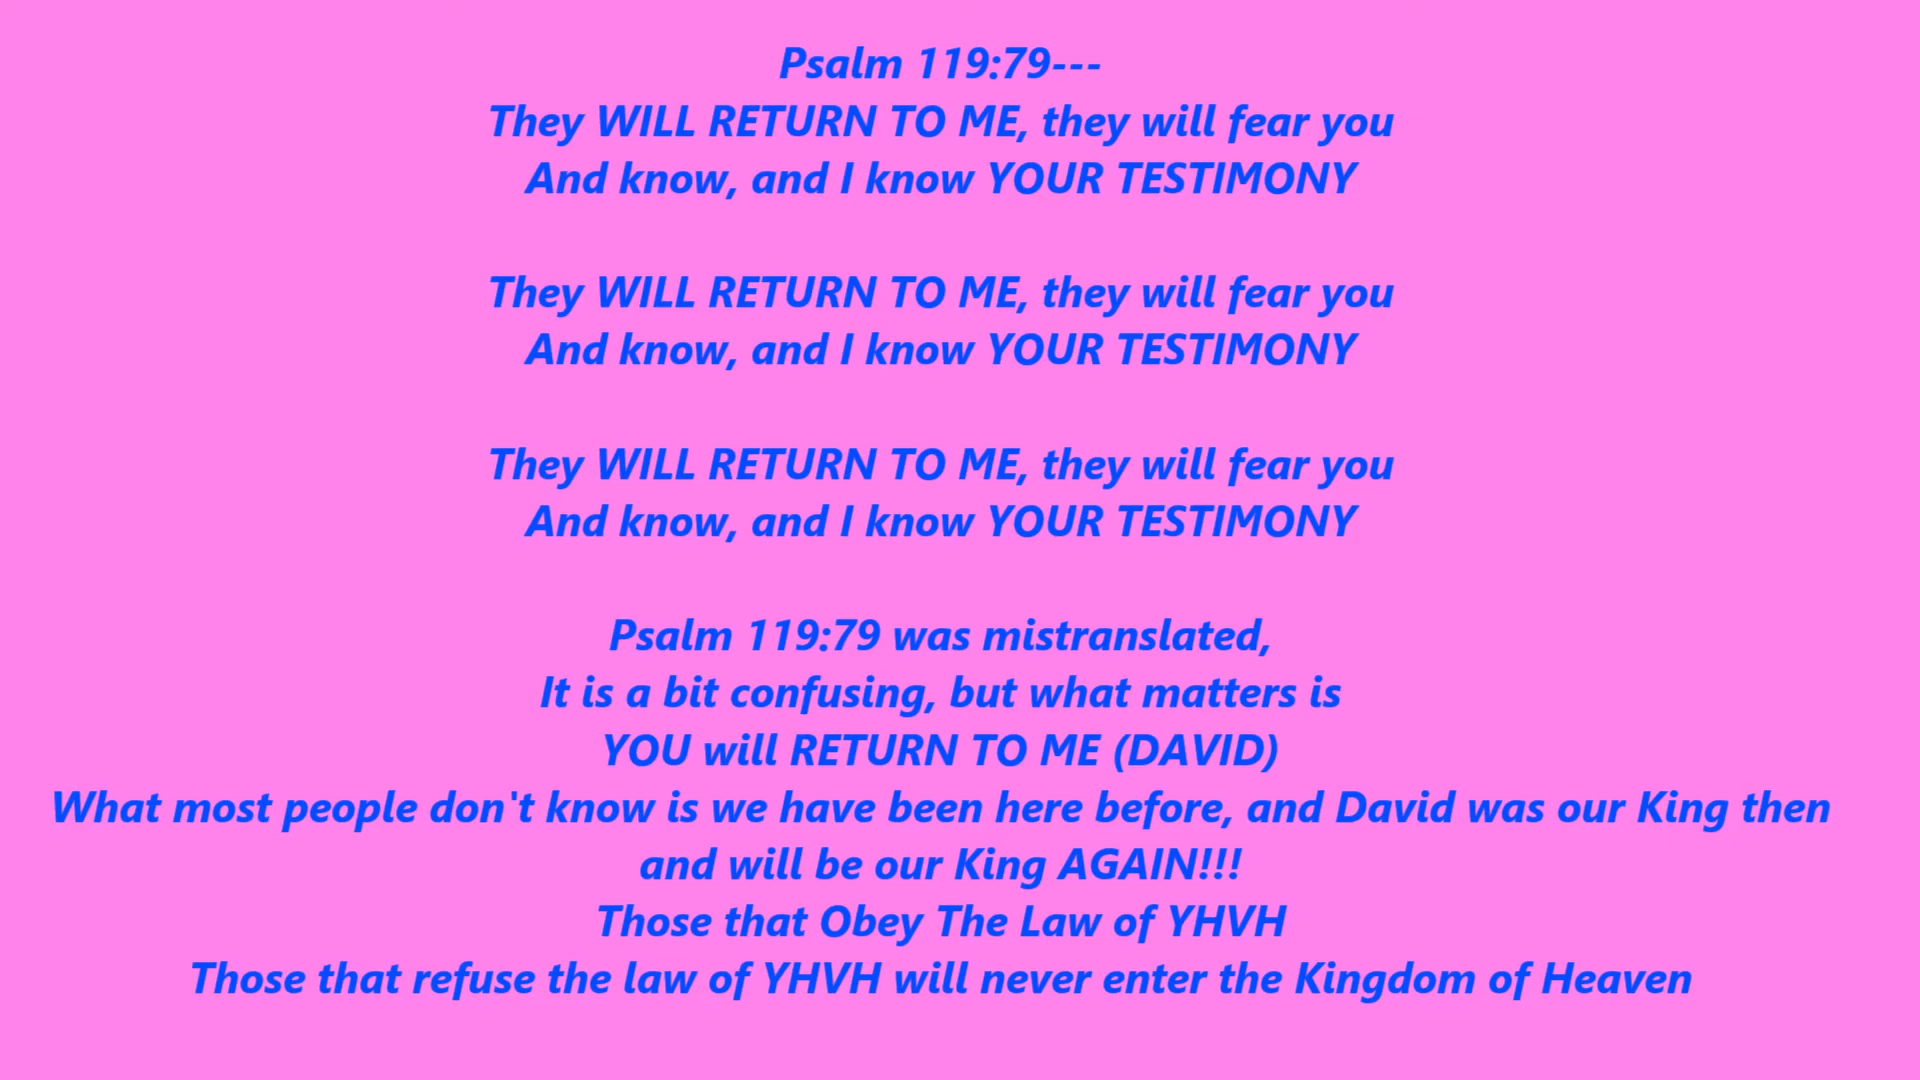 Psalm 119:79---
They WILL RETURN TO ME, they will fear you
And know, and I know YOUR TESTIMONY
They WILL RETURN TO ME, they will fear you
And know, and I know YOUR TESTIMONY
They WILL RETURN TO ME, they will fear you
And know, and I know YOUR TESTIMONY
Psalm 119:79 was mistranslated,
It is a bit confusing, but what matters is
YOU will RETURN TO ME (DAVID)
What most people don't know is we have been here before, and David was our King then
and will be our King AGAIN!!!
Those that Obey The Law of YHVH
Those that refuse the law of YHVH will never enter the Kingdom of Heaven